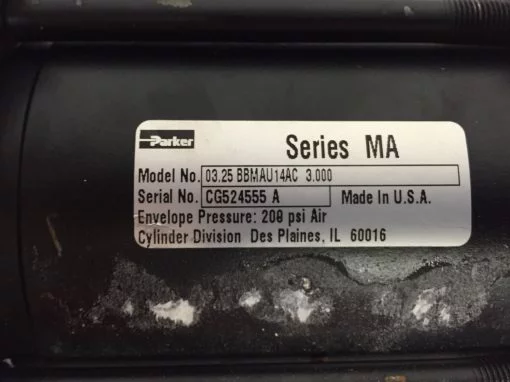 Parker
Series MA
Model No. 03.25 BBMAU14AC 3.000
Serial No. CG524555 A Made In U.S.A.
Envelope Pressure: 200 psi Air
Cylinder Division Des Plaines, IL 60016